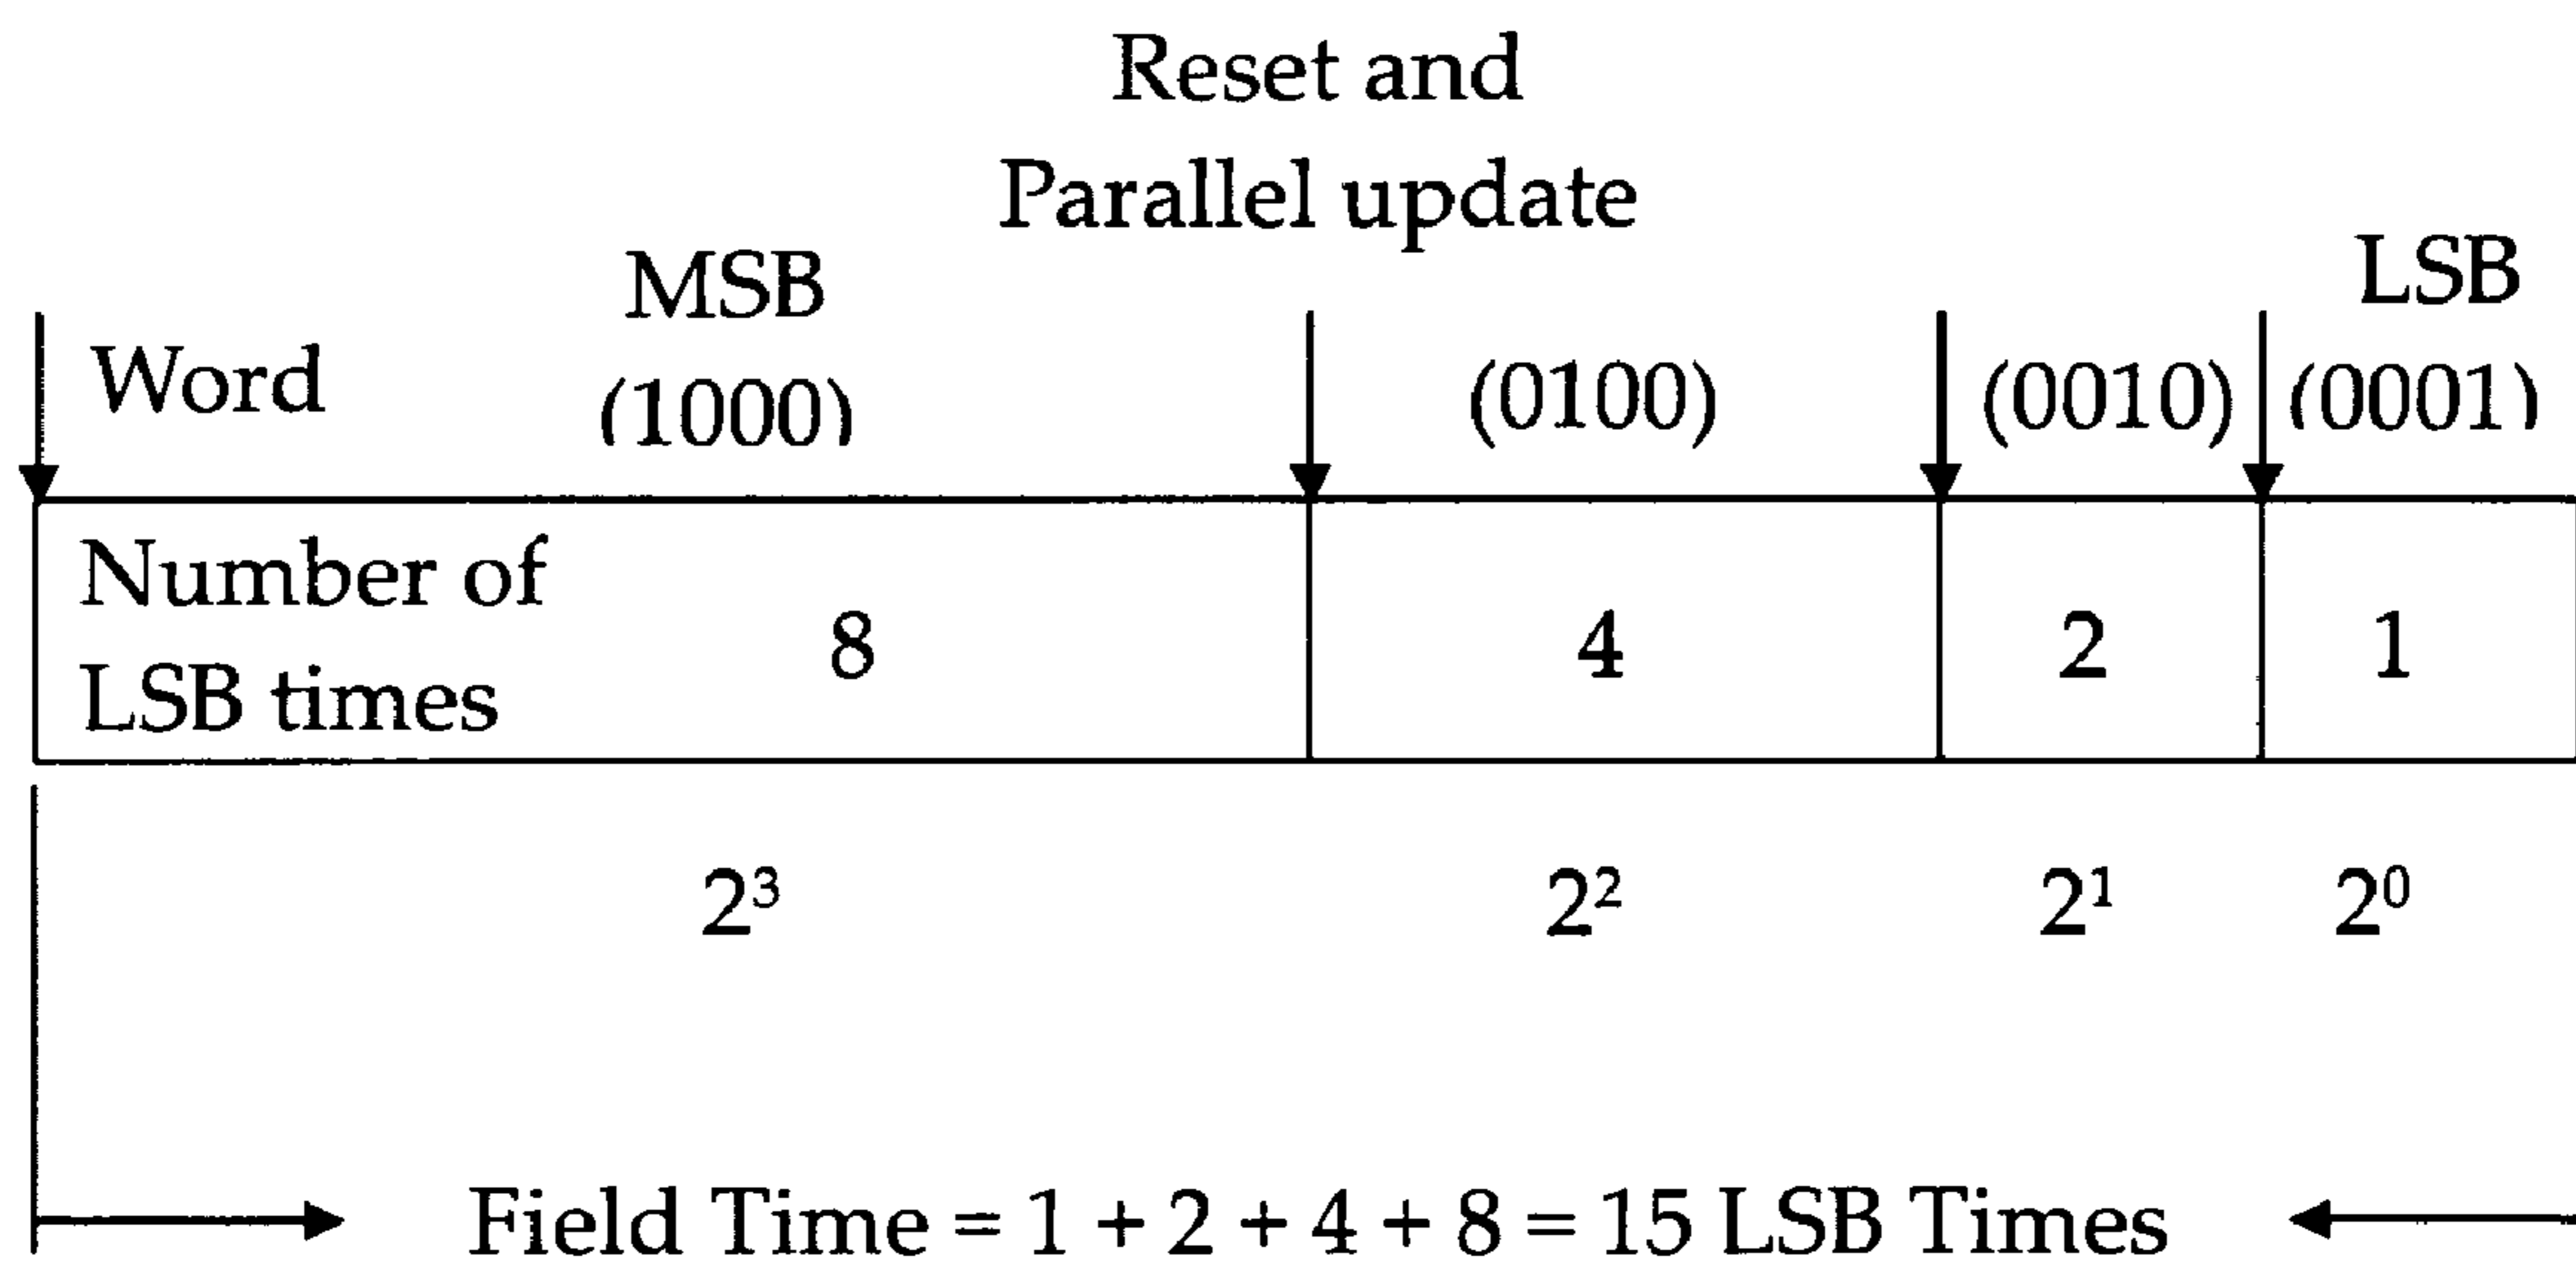 Reset and
Parallel update
MSB
LSB
Word
(1000)
(0100)
(0010)
(0001)
Number of
LSB times
8
4
2
1
2³
2²
2¹
2⁰
Field Time = 1 + 2 + 4 + 8 = 15 LSB Times